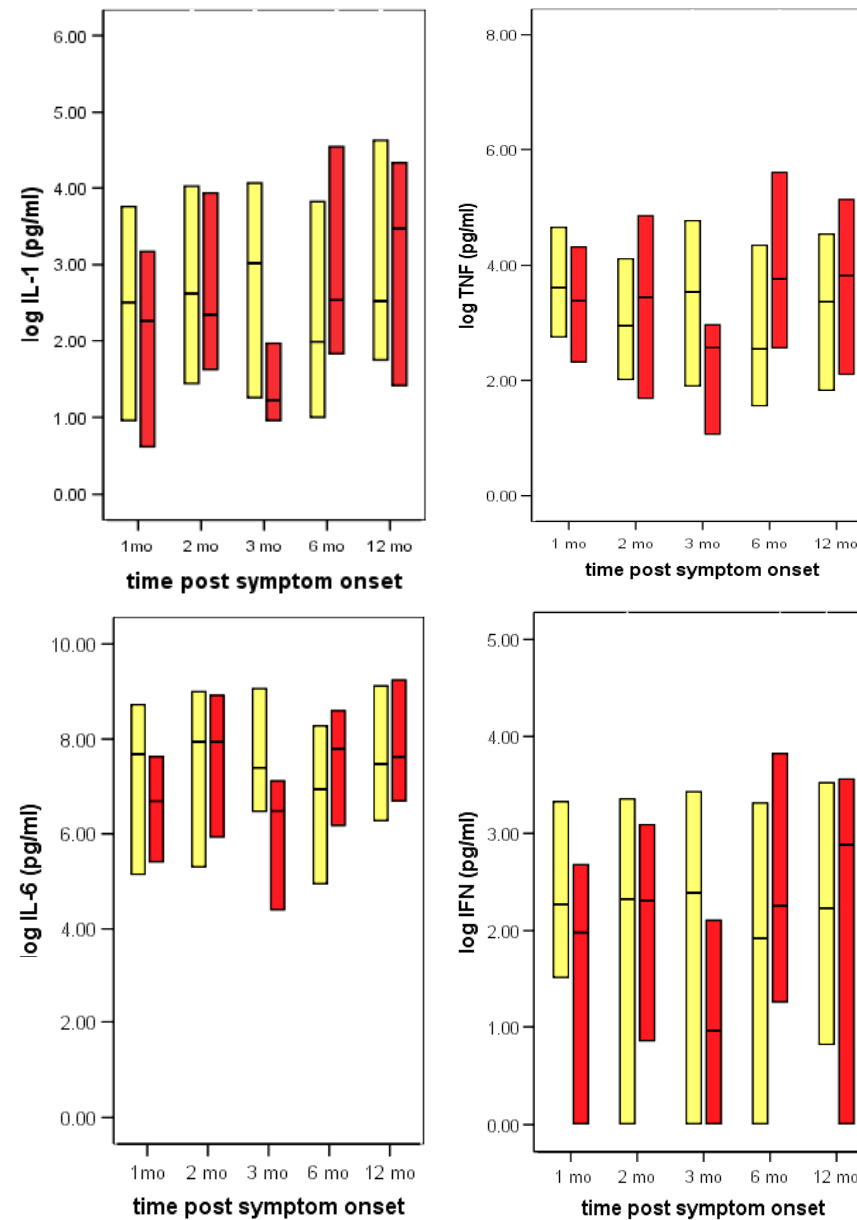 log IL-1 (pg/ml)
6.00
5.00
4.00
3.00
2.00
1.00
0.00
1 mo 2 mo 3 mo 6 mo 12 mo
time post symptom onset
log TNF (pg/ml)
8.00
6.00
4.00
2.00
0.00
1 mo 2 mo 3 mo 6 mo 12 mo
time post symptom onset
log IL-6 (pg/ml)
10.00
8.00
6.00
4.00
2.00
0.00
1 mo 2 mo 3 mo 6 mo 12 mo
time post symptom onset
log IFN (pg/ml)
5.00
4.00
3.00
2.00
1.00
0.00
1 mo 2 mo 3 mo 6 mo 12 mo
time post symptom onset